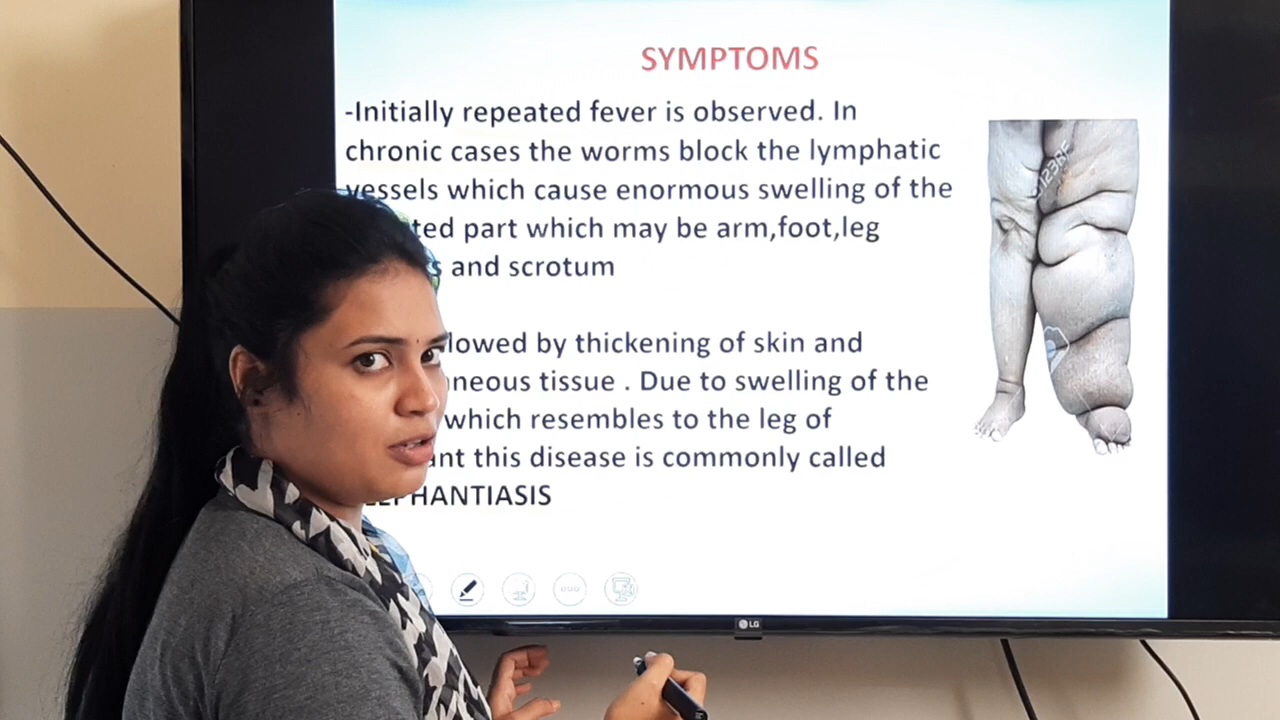 SYMPTOMS
-Initially repeated fever is observed. In
chronic cases the worms block the lymphatic
vessels which cause enormous swelling of the
ted part which may be arm,foot,leg
s and scrotum
lowed by thickening of skin and
neous tissue . Due to swelling of the
which resembles to the leg of
ant this disease is commonly called
ELEPHANTIASIS
123RF
LG